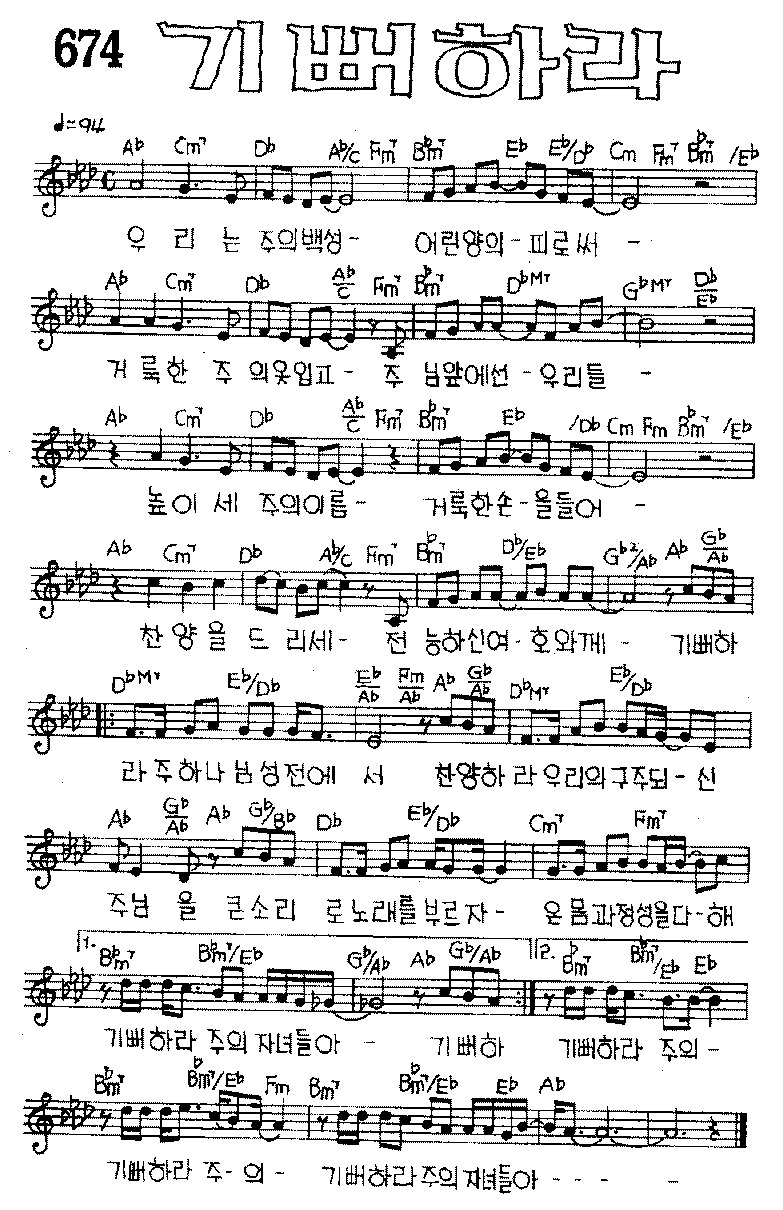 674 기뻐하라
♩=94
Ab Cm7 Db Ab/C Fm7 Bbm7 Eb Eb/Db Cm Fm7 Bbm7 /Eb
우 리 는 주의백성- 어린양의-피로써 -
Ab Cm7 Db Ab/C Fm7 Bbm7 DbM7 GbM7 Db/Eb
거 룩한 주 의옷입고- 주 님앞에선-우리들 -
Ab Cm7 Db Ab/C Fm7 Bbm7 Eb /Db Cm Fm Bbm7 /Eb
높이 세 주의이름- 거룩한손-을들어 -
Ab Cm7 Db Ab/C Fm7 Bbm7 Db/Eb Gb2/Ab Ab Gb/Ab
찬 양 을 드 리세- 전 능하신여-호와께- 기뻐하
DbM7 Eb/Db Eb/Ab Fm/Ab Ab Gb/Ab DbM7 Eb/Db
라 주하나님성전에 서 찬양하 라우리의구주되-신
Ab Gb/Ab Ab Gb/Bb Db Eb/Db Cm7 Fm7
주님 을 큰소리 로노래를부르자- 온몸과정성을다-해
1. Bbm7 Bbm7/Eb Gb/Ab Ab Gb/Ab 2. Bbm7 Bbm7/Eb Eb
기뻐하라 주의자녀들아 - 기뻐하 기뻐하라 주의-
Bbm7 Bbm7/Eb Fm Bbm7 Bbm7/Eb Eb Ab
기뻐하라 주-의- 기뻐하라주의자녀들아- - - -